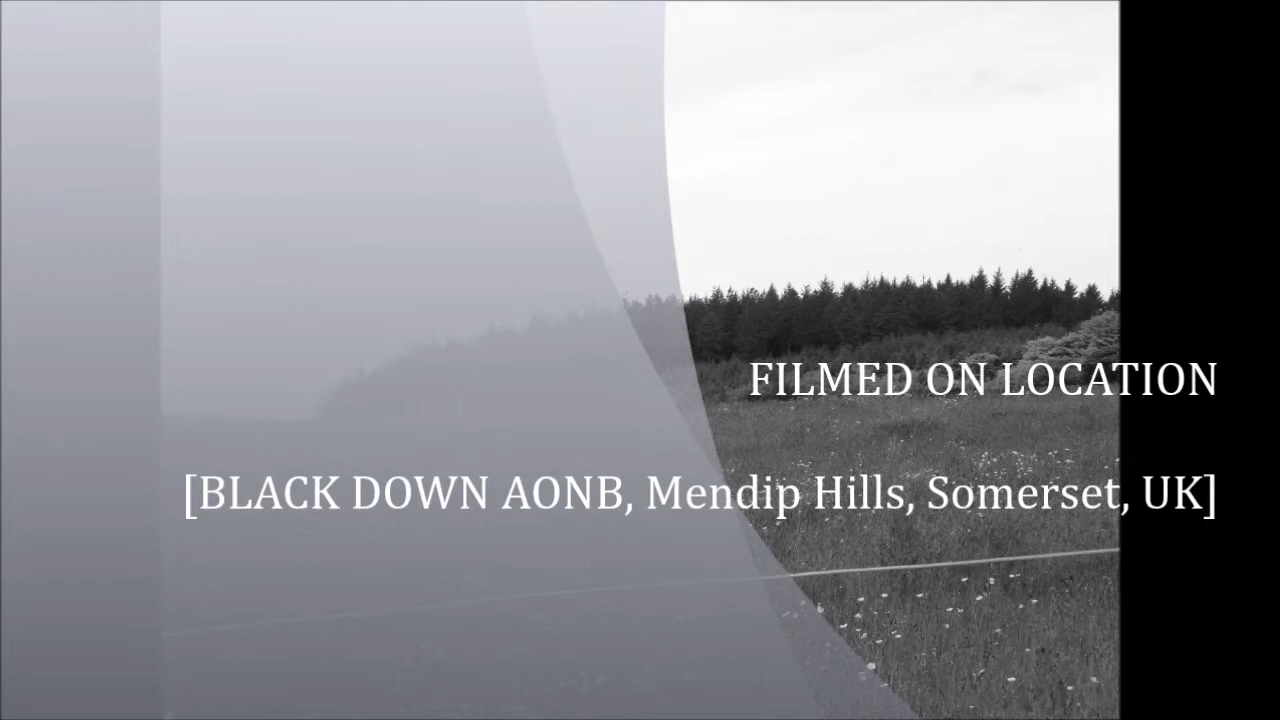 FILMED ON LOCATION
[BLACK DOWN AONB, Mendip Hills, Somerset, UK]